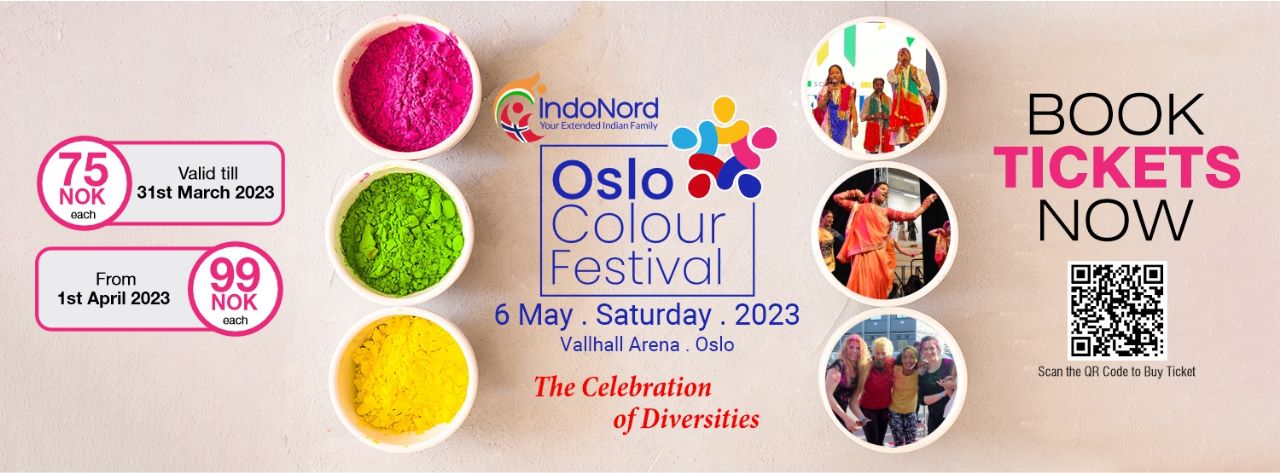 75
NOK
each
Valid till
31st March 2023
From
1st April 2023
99
NOK
each
IndoNord
Your Extended Indian Family
Oslo
Colour
Festival
6 May . Saturday . 2023
Vallhall Arena . Oslo
The Celebration
of Diversities
BOOK
TICKETS
NOW
Scan the QR Code to Buy Ticket